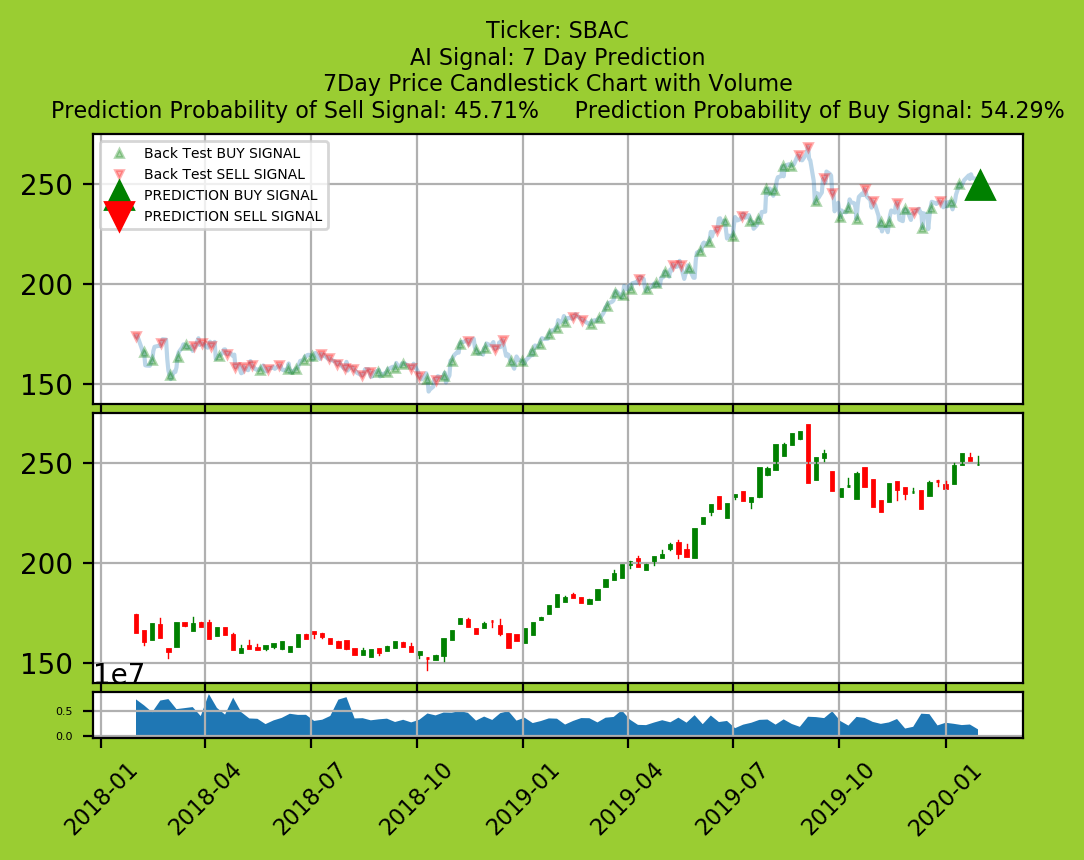 Ticker: SBAC
AI Signal: 7 Day Prediction
7Day Price Candlestick Chart with Volume
Prediction Probability of Sell Signal: 45.71%     Prediction Probability of Buy Signal: 54.29%
Back Test BUY SIGNAL
Back Test SELL SIGNAL
PREDICTION BUY SIGNAL
PREDICTION SELL SIGNAL
250
200
150
250
200
150
1e7
0.5
0.0
2018-01
2018-04
2018-07
2018-10
2019-01
2019-04
2019-07
2019-10
2020-01